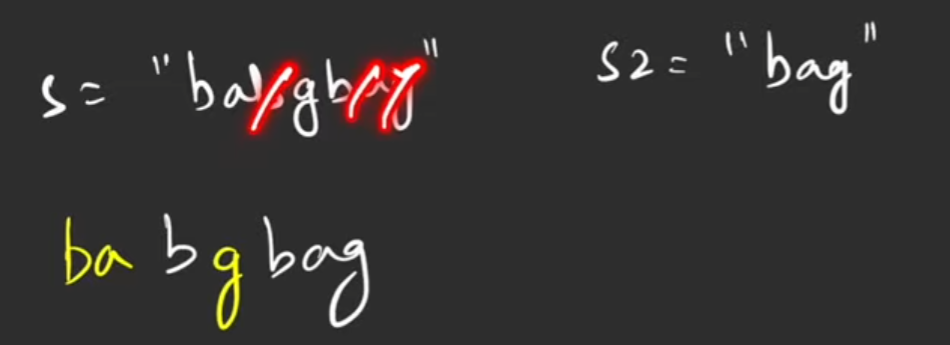 s = "babgbag" s2 = "bag"
ba b g bag